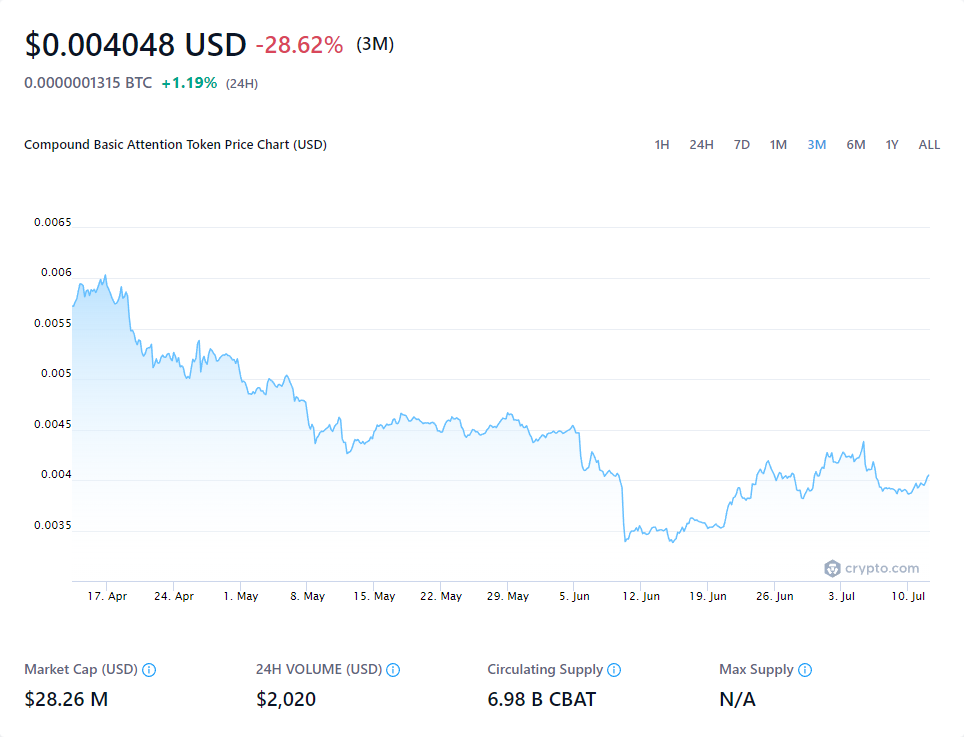 $0.004048 USD -28.62% (3M)
0.0000001315 BTC +1.19% (24H)
Compound Basic Attention Token Price Chart (USD) 1H 24H 7D 1M 3M 6M 1Y ALL
0.0065
0.006
0.0055
0.005
0.0045
0.004
0.0035
crypto.com
17. Apr 24. Apr 1. May 8. May 15. May 22. May 29. May 5. Jun 12. Jun 19. Jun 26. Jun 3. Jul 10. Jul
Market Cap (USD) 24H VOLUME (USD) Circulating Supply Max Supply
$28.26 M $2,020 6.98 B CBAT N/A